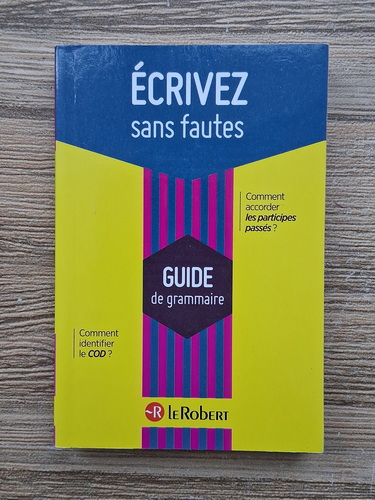 ÉCRIVEZ
sans fautes
Comment
accorder
les participes
passés ?
GUIDE
de grammaire
Comment
identifier
le COD ?
R LE ROBERT